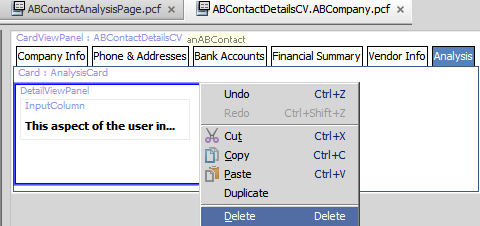 ABContactAnalysisPage.pcf × ABContactDetailsCV.ABCompany.pcf ×
CardViewPanel : ABContactDetailsCV anABContact
Company Info Phone & Addresses Bank Accounts Financial Summary Vendor Info Analysis
Card : AnalysisCard
DetailViewPanel
InputColumn
This aspect of the user in...
Undo Ctrl+Z
Redo Ctrl+Shift+Z
Cut Ctrl+X
Copy Ctrl+C
Paste Ctrl+V
Duplicate
Delete Delete